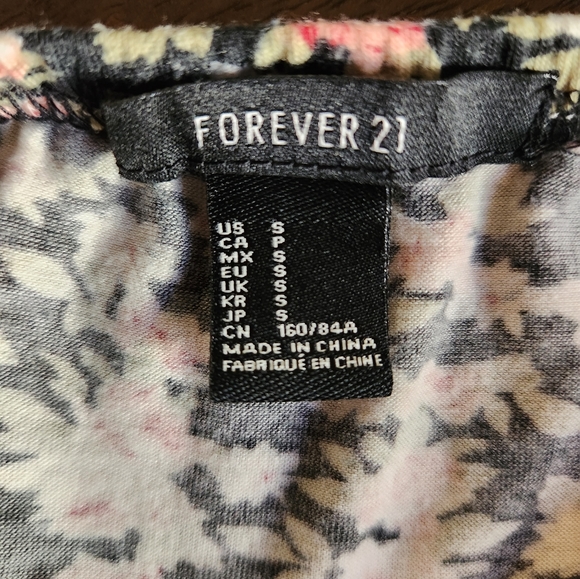 FOREVER 21
US S
CA P
MX S
EU S
UK S
KR S
JP S
CN 160/84A
MADE IN CHINA
FABRIQUÉ EN CHINE